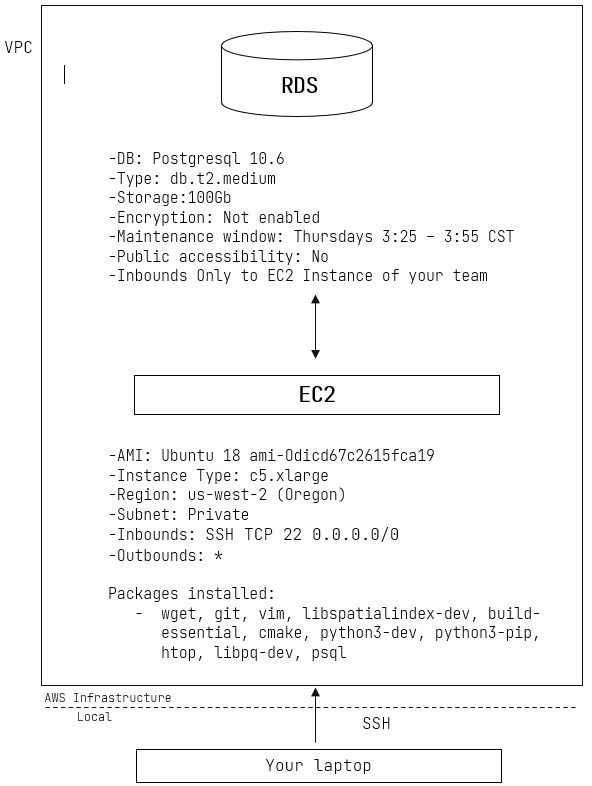 VPC
RDS
-DB: Postgresql 10.6
-Type: db.t2.medium
-Storage:100Gb
-Encryption: Not enabled
-Maintenance window: Thursdays 3:25 – 3:55 CST
-Public accessibility: No
-Inbounds Only to EC2 Instance of your team
EC2
-AMI: Ubuntu 18 ami-0dicd67c2615fca19
-Instance Type: c5.xlarge
-Region: us-west-2 (Oregon)
-Subnet: Private
-Inbounds: SSH TCP 22 0.0.0.0/0
-Outbounds: *
Packages installed:
- wget, git, vim, libspatialindex-dev, build-
essential, cmake, python3-dev, python3-pip,
htop, libpq-dev, psql
AWS Infrastructure
Local
SSH
Your laptop